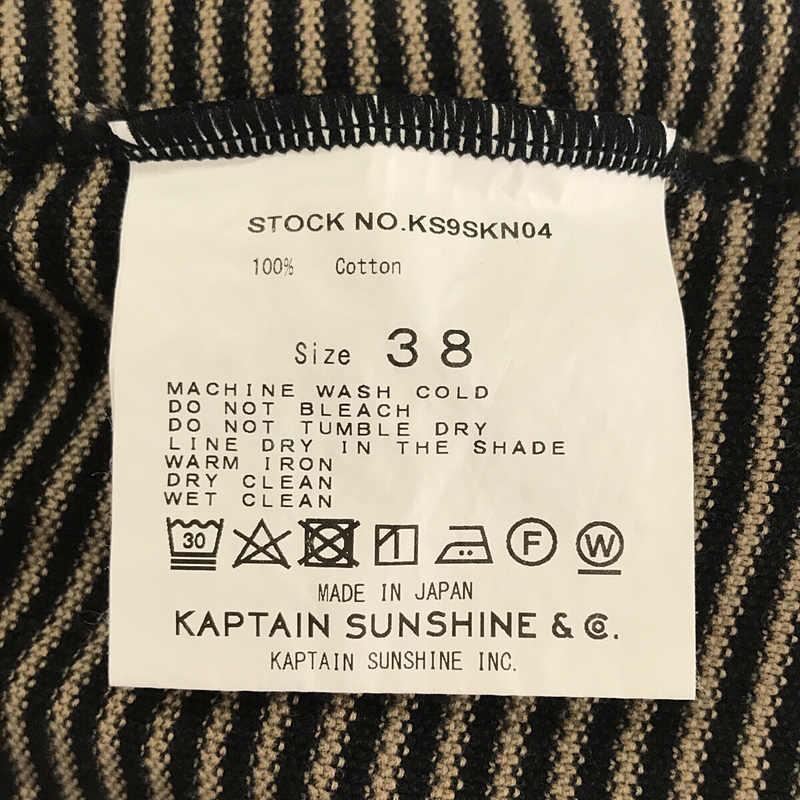 STOCK NO.KS9SKN04
100% Cotton
Size 38
MACHINE WASH COLD
DO NOT BLEACH
DO NOT TUMBLE DRY
LINE DRY IN THE SHADE
WARM IRON
DRY CLEAN
WET CLEAN
30 F W
MADE IN JAPAN
KAPTAIN SUNSHINE & Co.
KAPTAIN SUNSHINE INC.